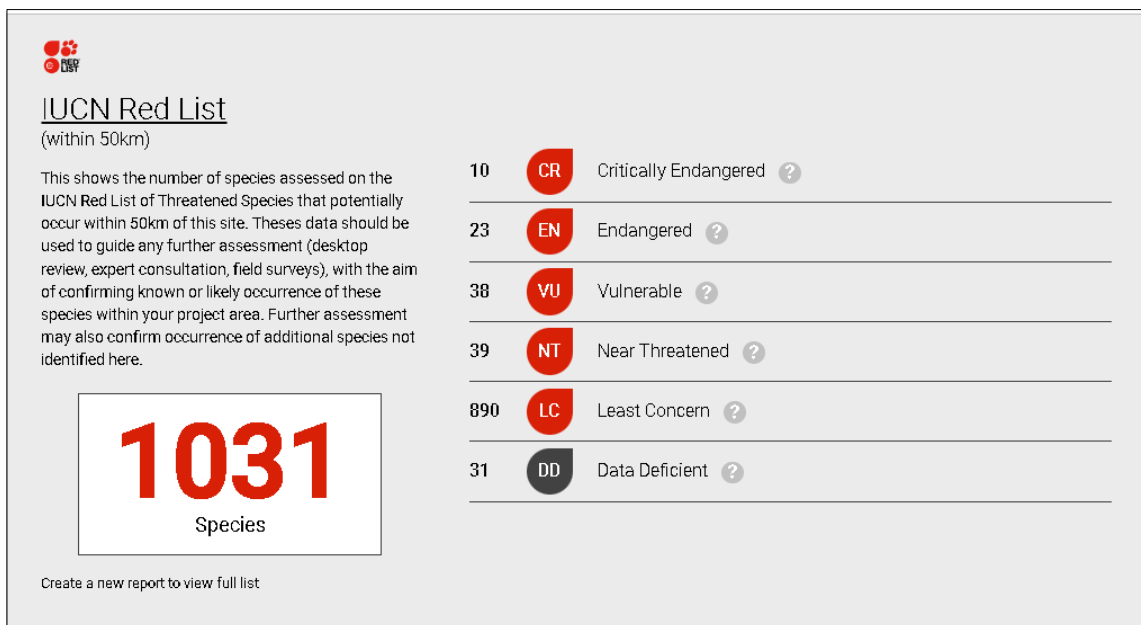 RED
LIST
IUCN Red List
(within 50km)
This shows the number of species assessed on the
IUCN Red List of Threatened Species that potentially
occur within 50km of this site. Theses data should be
used to guide any further assessment (desktop
review, expert consultation, field surveys), with the aim
of confirming known or likely occurrence of these
species within your project area. Further assessment
may also confirm occurrence of additional species not
identified here.
1031
Species
Create a new report to view full list
10 CR Critically Endangered ?
23 EN Endangered ?
38 VU Vulnerable ?
39 NT Near Threatened ?
890 LC Least Concern ?
31 DD Data Deficient ?